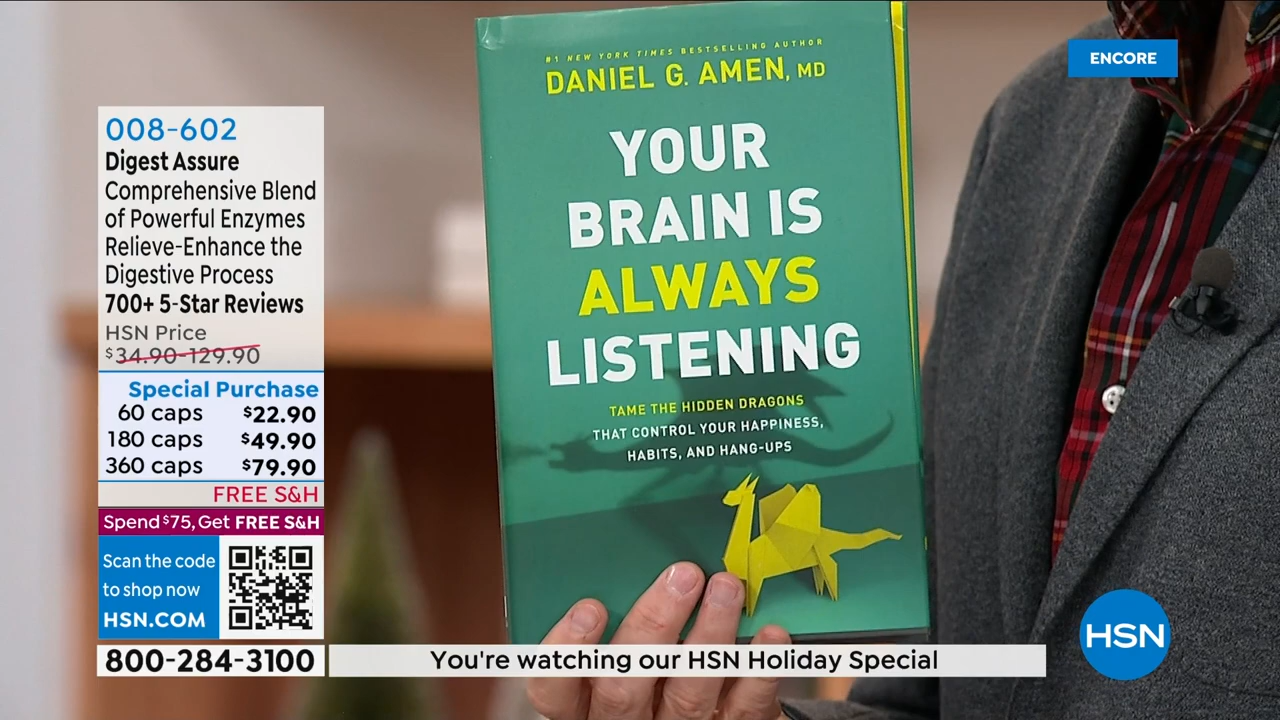 ENCORE
008-602
Digest Assure
Comprehensive Blend
of Powerful Enzymes
Relieve-Enhance the
Digestive Process
700+ 5-Star Reviews
HSN Price
$34.90-129.90
Special Purchase
60 caps $22.90
180 caps $49.90
360 caps $79.90
FREE S&H
Spend $75, Get FREE S&H
Scan the code
to shop now
HSN.COM
800-284-3100
You're watching our HSN Holiday Special
HSN
#1 NEW YORK TIMES BESTSELLING AUTHOR
DANIEL G. AMEN, MD
YOUR
BRAIN IS
ALWAYS
LISTENING
TAME THE HIDDEN DRAGONS
THAT CONTROL YOUR HAPPINESS,
HABITS, AND HANG-UPS